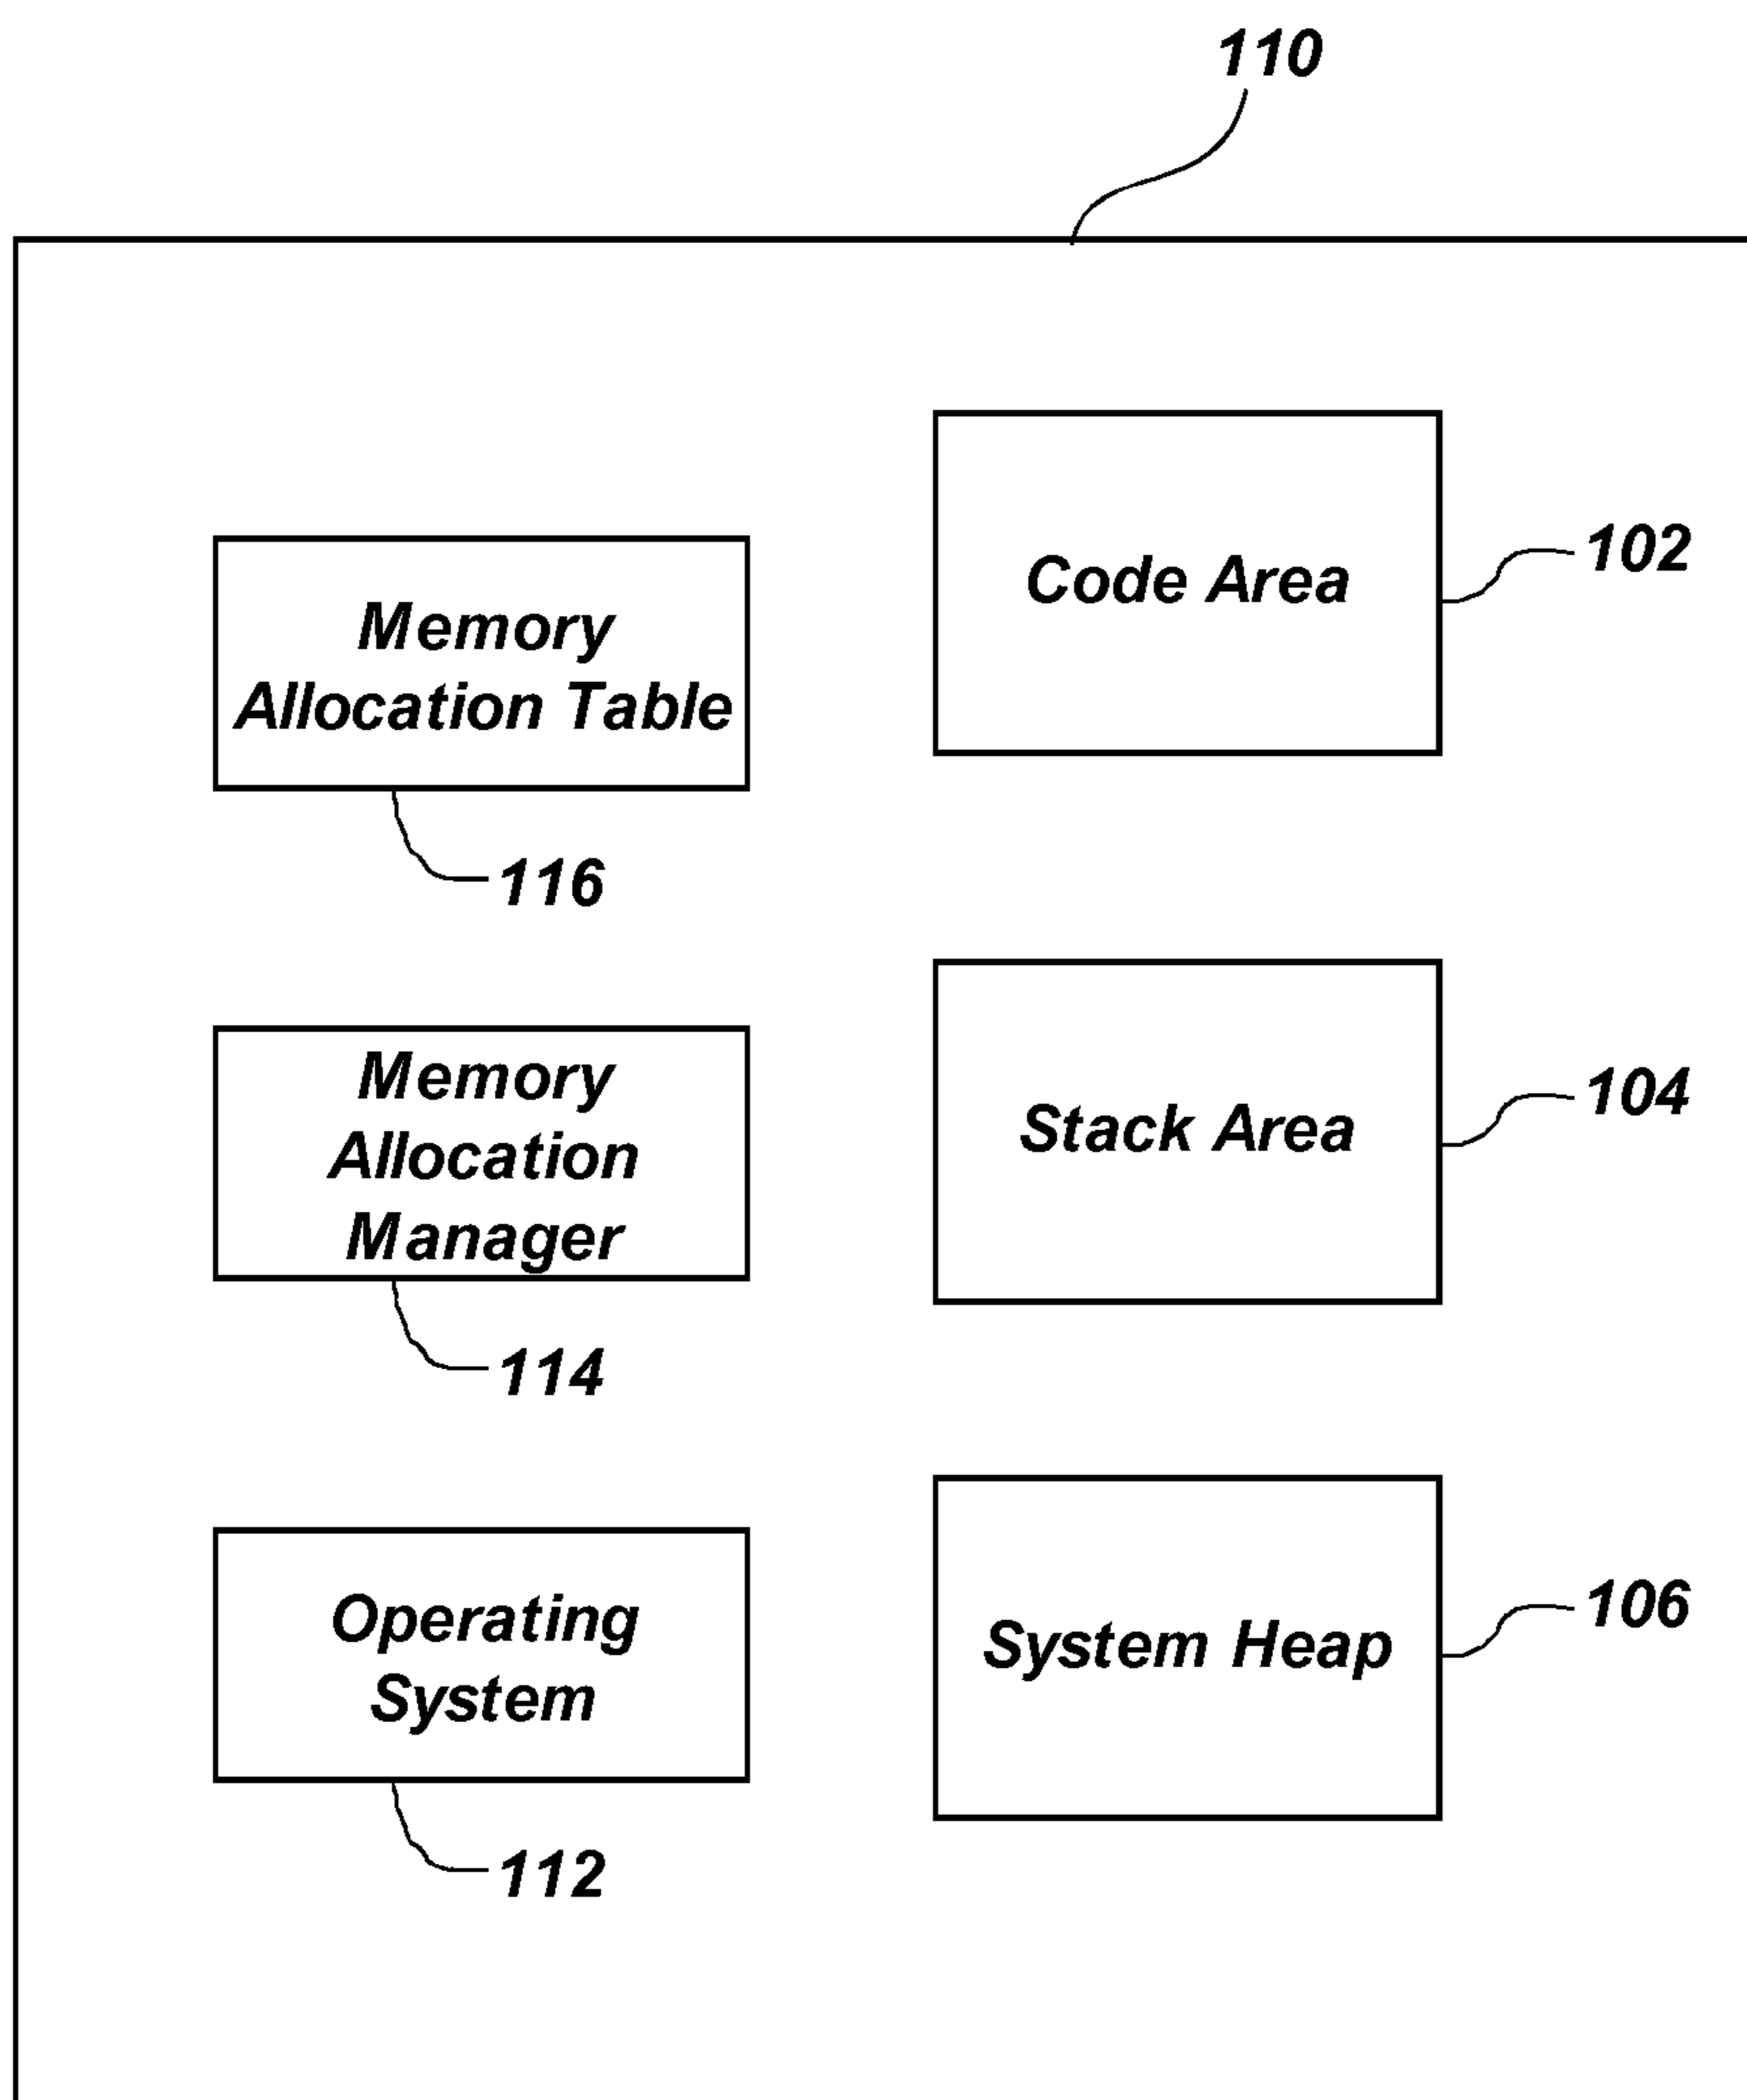 110
Code Area
102
Memory
Allocation Table
116
Stack Area
104
Memory
Allocation
Manager
114
System Heap
106
Operating
System
112